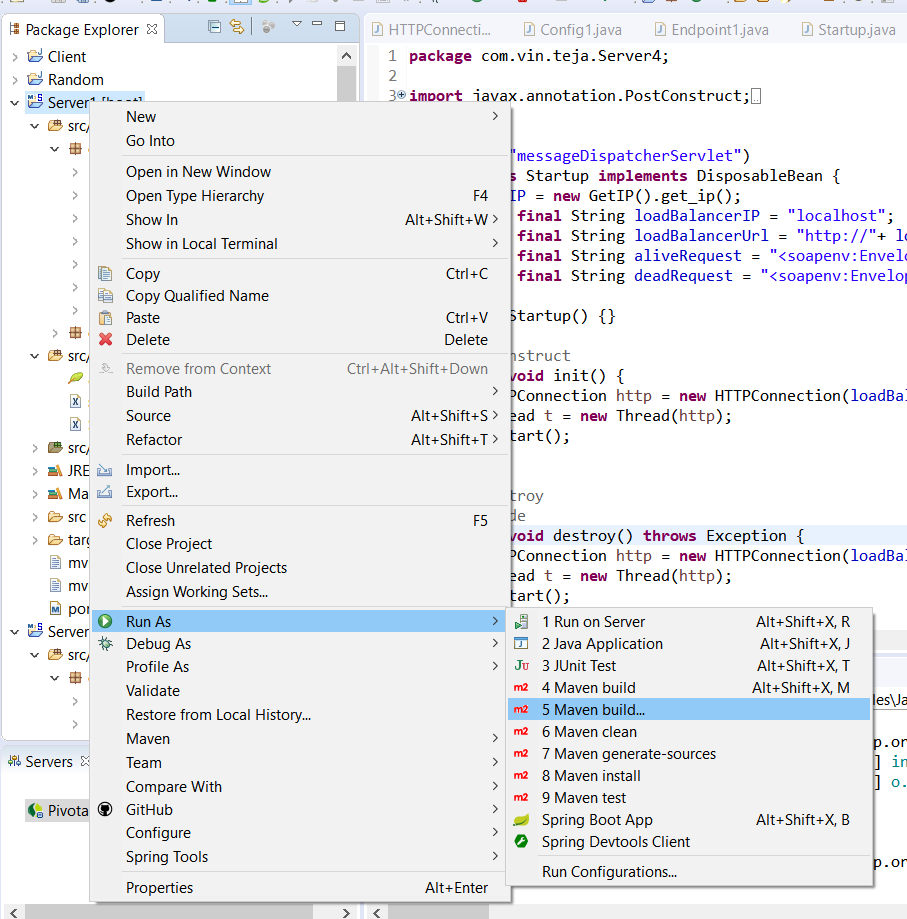 Package Explorer
HTTPConnecti...
Config1.java
Endpoint1.java
Startup.java
Client
Random
Server1 [boot]
src/
src/
src/
JRE
Ma
src
targ
mv
mv
por
Server
src/
Servers
Pivota
1 package com.vin.teja.Server4;
2
3 import javax.annotation.PostConstruct;
"messageDispatcherServlet")
s Startup implements DisposableBean {
IP = new GetIP().get_ip();
final String loadBalancerIP = "localhost";
final String loadBalancerUrl = "http://"+ lo
final String aliveRequest = "<soapenv:Envelo
final String deadRequest = "<soapenv:Envelop
Startup() {}
nstruct
void init() {
PConnection http = new HTTPConnection(loadBal
ead t = new Thread(http);
tart();
troy
de
void destroy() throws Exception {
PConnection http = new HTTPConnection(loadBal
ead t = new Thread(http);
tart();
New
Go Into
Open in New Window
Open Type Hierarchy F4
Show In Alt+Shift+W
Show in Local Terminal
Copy Ctrl+C
Copy Qualified Name
Paste Ctrl+V
Delete Delete
Remove from Context Ctrl+Alt+Shift+Down
Build Path
Source Alt+Shift+S
Refactor Alt+Shift+T
Import...
Export...
Refresh F5
Close Project
Close Unrelated Projects
Assign Working Sets...
Run As
Debug As
Profile As
Validate
Restore from Local History...
Maven
Team
Compare With
GitHub
Configure
Spring Tools
Properties Alt+Enter
1 Run on Server Alt+Shift+X, R
2 Java Application Alt+Shift+X, J
3 JUnit Test Alt+Shift+X, T
4 Maven build Alt+Shift+X, M
5 Maven build...
6 Maven clean
7 Maven generate-sources
8 Maven install
9 Maven test
Spring Boot App Alt+Shift+X, B
Spring Devtools Client
Run Configurations...
les\Ja
p.on
] in
] o.
p.on